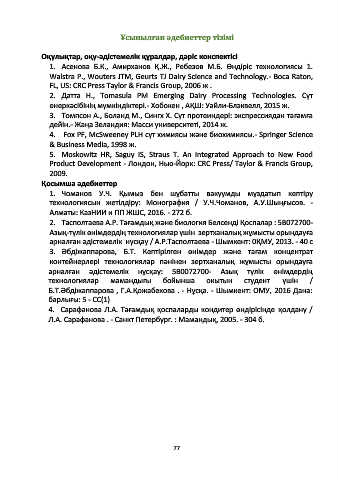 Ұсынылған әдебиеттер тізімі
Оқулықтар, оқу-әдістемелік құралдар, дәріс конспектісі
1. Асенова Б.К., Амирханов Қ.Ж., Ребезов М.Б. Өндіріс технологиясы 1.
Walstra P., Wouters JTM, Geurts TJ Dairy Science and Technology.- Boca Raton,
FL, US: CRC Press Taylor & Francis Group, 2006 ж .
2. Датта Н., Tomasula PM Emerging Dairy Processing Technologies. Сүт
өнеркәсібінің мүмкіндіктері.- Хобокен , АҚШ: Уайли-Блэквелл, 2015 ж.
3. Томпсон А., Боланд М., Сингх Х. Сүт протеиндері: экспрессиядан тағамға
дейін.- Жаңа Зеландия: Масси университеті, 2014 ж.
4. Fox PF, McSweeney PLH сүт химиясы және биохимиясы.- Springer Science
& Business Media, 1998 ж.
5. Moskowitz HR, Saguy IS, Straus T. An Integrated Approach to New Food
Product Development - Лондон, Нью-Йорк: CRC Press/ Taylor & Francis Group,
2009.
Қосымша әдебиеттер
1. Чоманов У.Ч. Қымыз бен шұбатты вакуумды мұздатып кептіру
технологиясын жетілдіру: Монография / У.Ч.Чоманов, А.У.Шыңғысов. -
Алматы: КазНИИ и ПП ЖШС, 2016. - 272 б.
2. Тасполтаева А.Р. Тағамдық және биология Белсенді Қоспалар : 5В072700-
Азық-түлік өнімдердің технологиялар үшін зертханалық жұмысты орындауға
арналған әдістемелік нұсқау / А.Р.Тасполтаева - Шымкент: ОҚМУ, 2013. - 40 с
3. Әбдіжаппарова, Б.Т. Кептірілген өнімдер және тағам концентрат
контейнерлері технологиялар пәнінен зертханалық жұмысты орындауға
арналған әдістемелік нұсқау: 5В072700- Азық түлік өнімдердің
технологиялар мамандығы бойынша окытын студент үшін /
Б.Т.Әбдіжаппарова , Г.А.Қожабекова . - Нұсқа. - Шымкент: ОМУ, 2016 Дана:
барлығы: 5 - СС(1)
4. Сарафанова Л.А. Тағамдық қоспаларды кондитер өндірісінде қолдану /
Л.А. Сарафанова . - Санкт Петербург. : Мамандық, 2005. - 304 б.
77